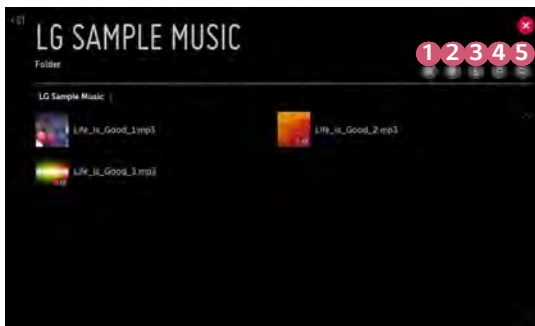 LG SAMPLE MUSIC
Folder
1 2 3 4 5
LG Sample Music
Life_Is_Good_1.mp3
Life_Is_Good_2.mp3
Life_Is_Good_3.mp3